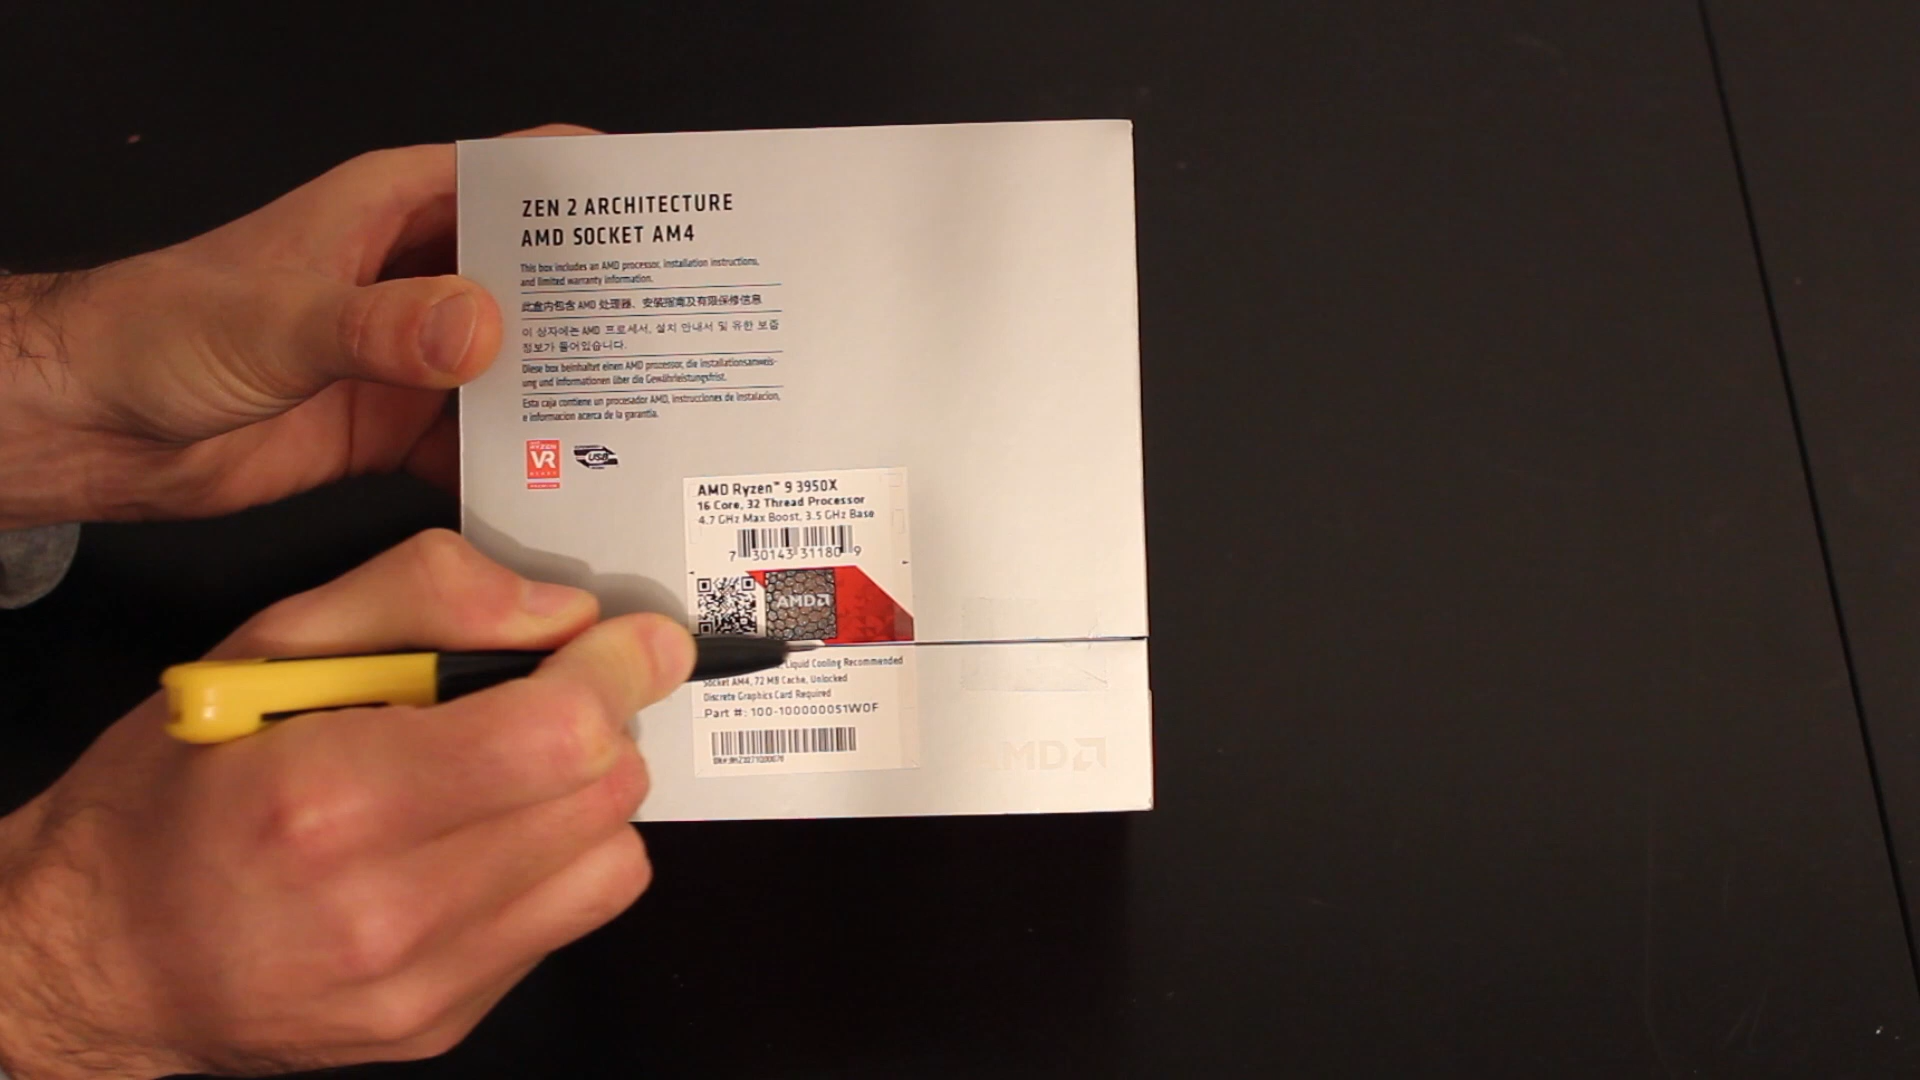 ZEN 2 ARCHITECTURE
AMD SOCKET AM4
This box includes an AMD processor, installation instructions,
and limited warranty information.
此盒内包含 AMD 处理器、安装指南及有限保修信息
이 상자에는 AMD 프로세서, 설치 안내서 및 유한 보증
정보가 들어있습니다.
Diese box beinhaltet einen AMD processor, die installationsanweis-
ung und informationen über die Gewährleistungsfrist.
Esta caja contiene un procesador AMD, instrucciones de instalacion,
e informacion acerca de la garantia.
RYZEN
VR
READY
PREMIUM
USB
AMD Ryzen™ 9 3950X
16 Core, 32 Thread Processor
4.7 GHz Max Boost, 3.5 GHz Base
7 30143 31180 9
AMD
Liquid Cooling Recommended
Socket AM4, 72 MB Cache, Unlocked
Discrete Graphics Card Required
Part #: 100-100000051WOF
AMD